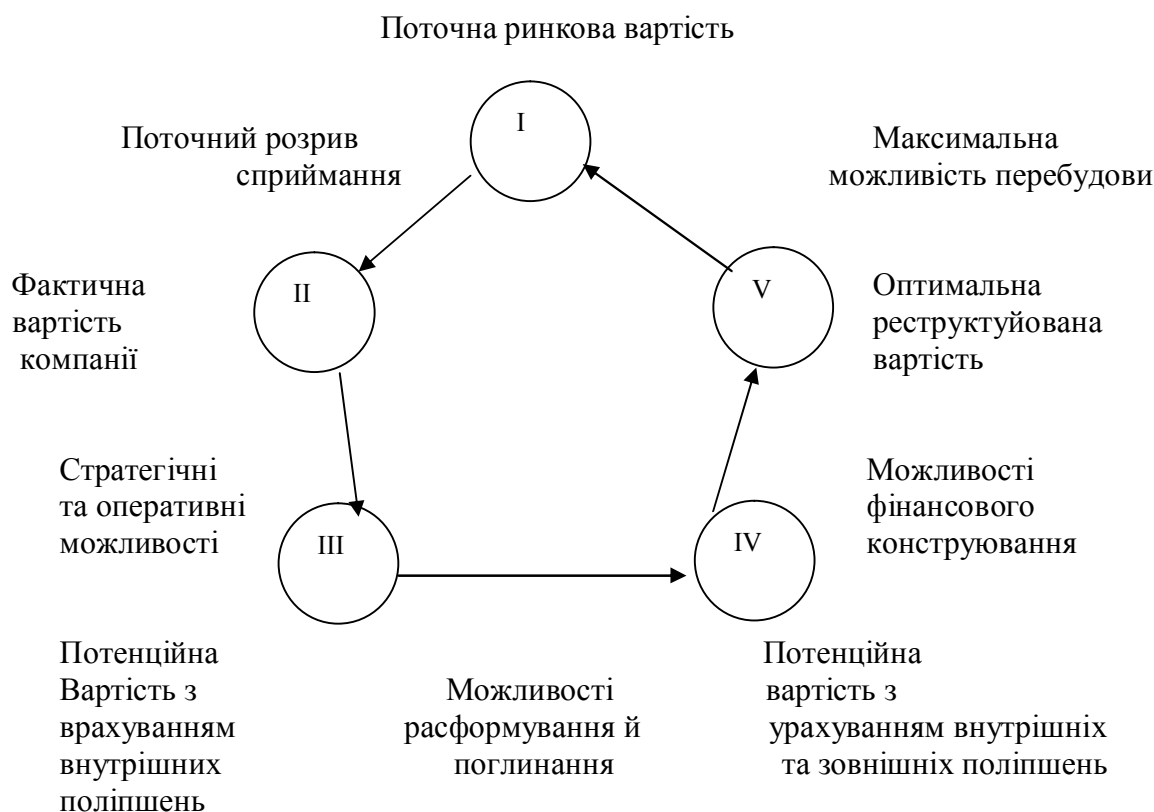 Поточна ринкова вартість
I
Поточний розрив
сприймання
Максимальна
можливість перебудови
II
Фактична
вартість
компанії
V
Оптимальна
реструктуйована
вартість
Стратегічні
та оперативні
можливості
Можливості
фінансового
конструювання
III
IV
Потенційна
Вартість з
врахуванням
внутрішних
поліпшень
Можливості
расформування й
поглинання
Потенційна
вартість з
урахуванням внутрішніх
та зовнішніх поліпшень